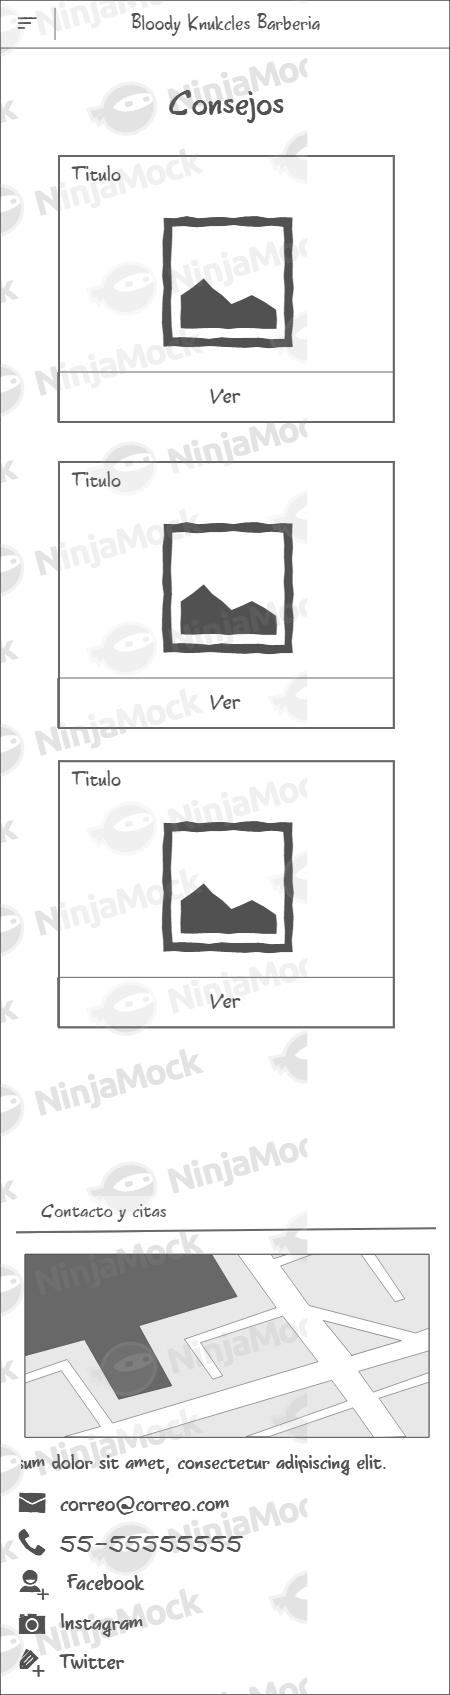 Bloody Knukcles Barberia
Consejos
Titulo
Ver
Titulo
Ver
Titulo
Ver
Contacto y citas
sum dolor sit amet, consectetur adipiscing elit.
correo@correo.com
55-55555555
Facebook
Instagram
Twitter
NinjaMock